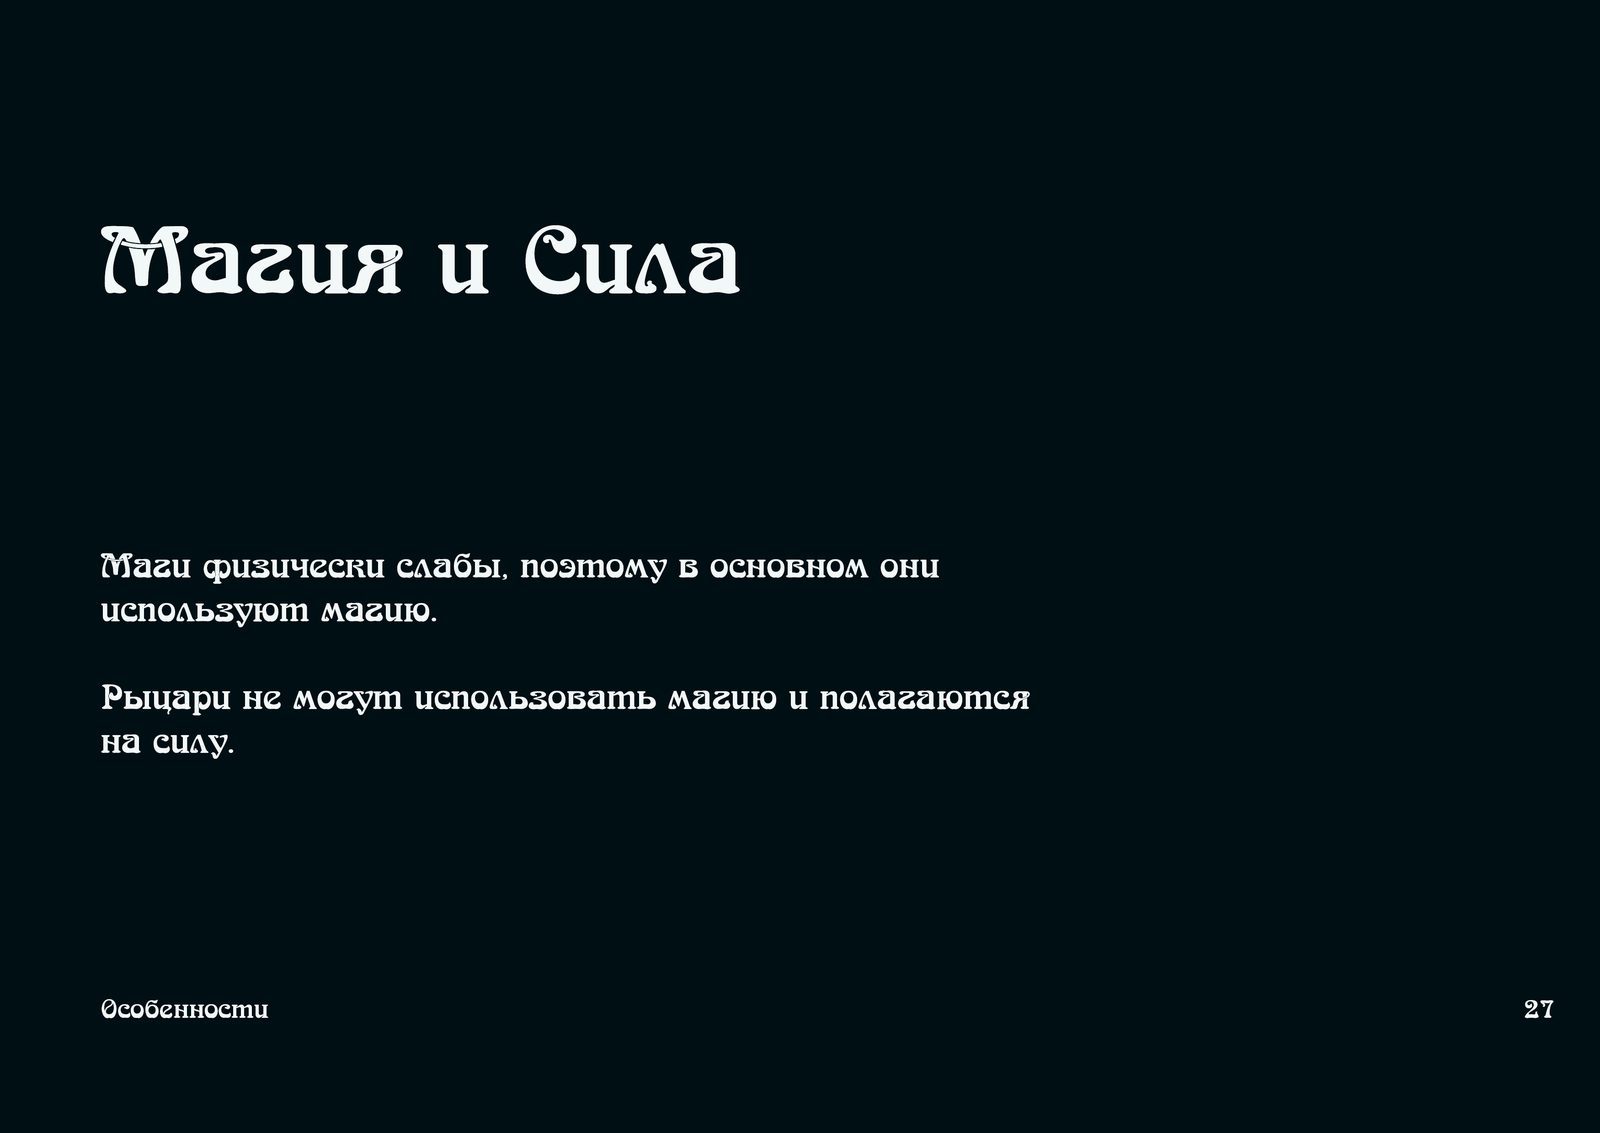 Магия и Сила
Маги физически слабы, поэтому в основном они
используют магию.
Рыцари не могут использовать магию и полагаются
на силу.
Особенности
27